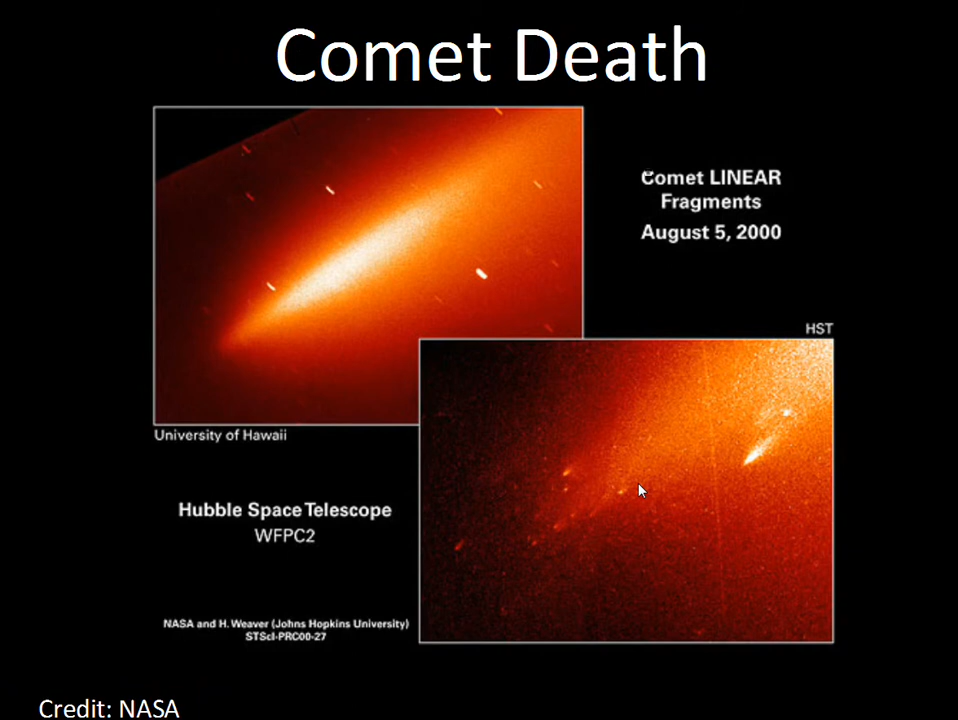 Comet Death
Comet LINEAR
Fragments
August 5, 2000
HST
University of Hawaii
Hubble Space Telescope
WFPC2
NASA and H. Weaver (Johns Hopkins University)
STScI-PRC00-27
Credit: NASA